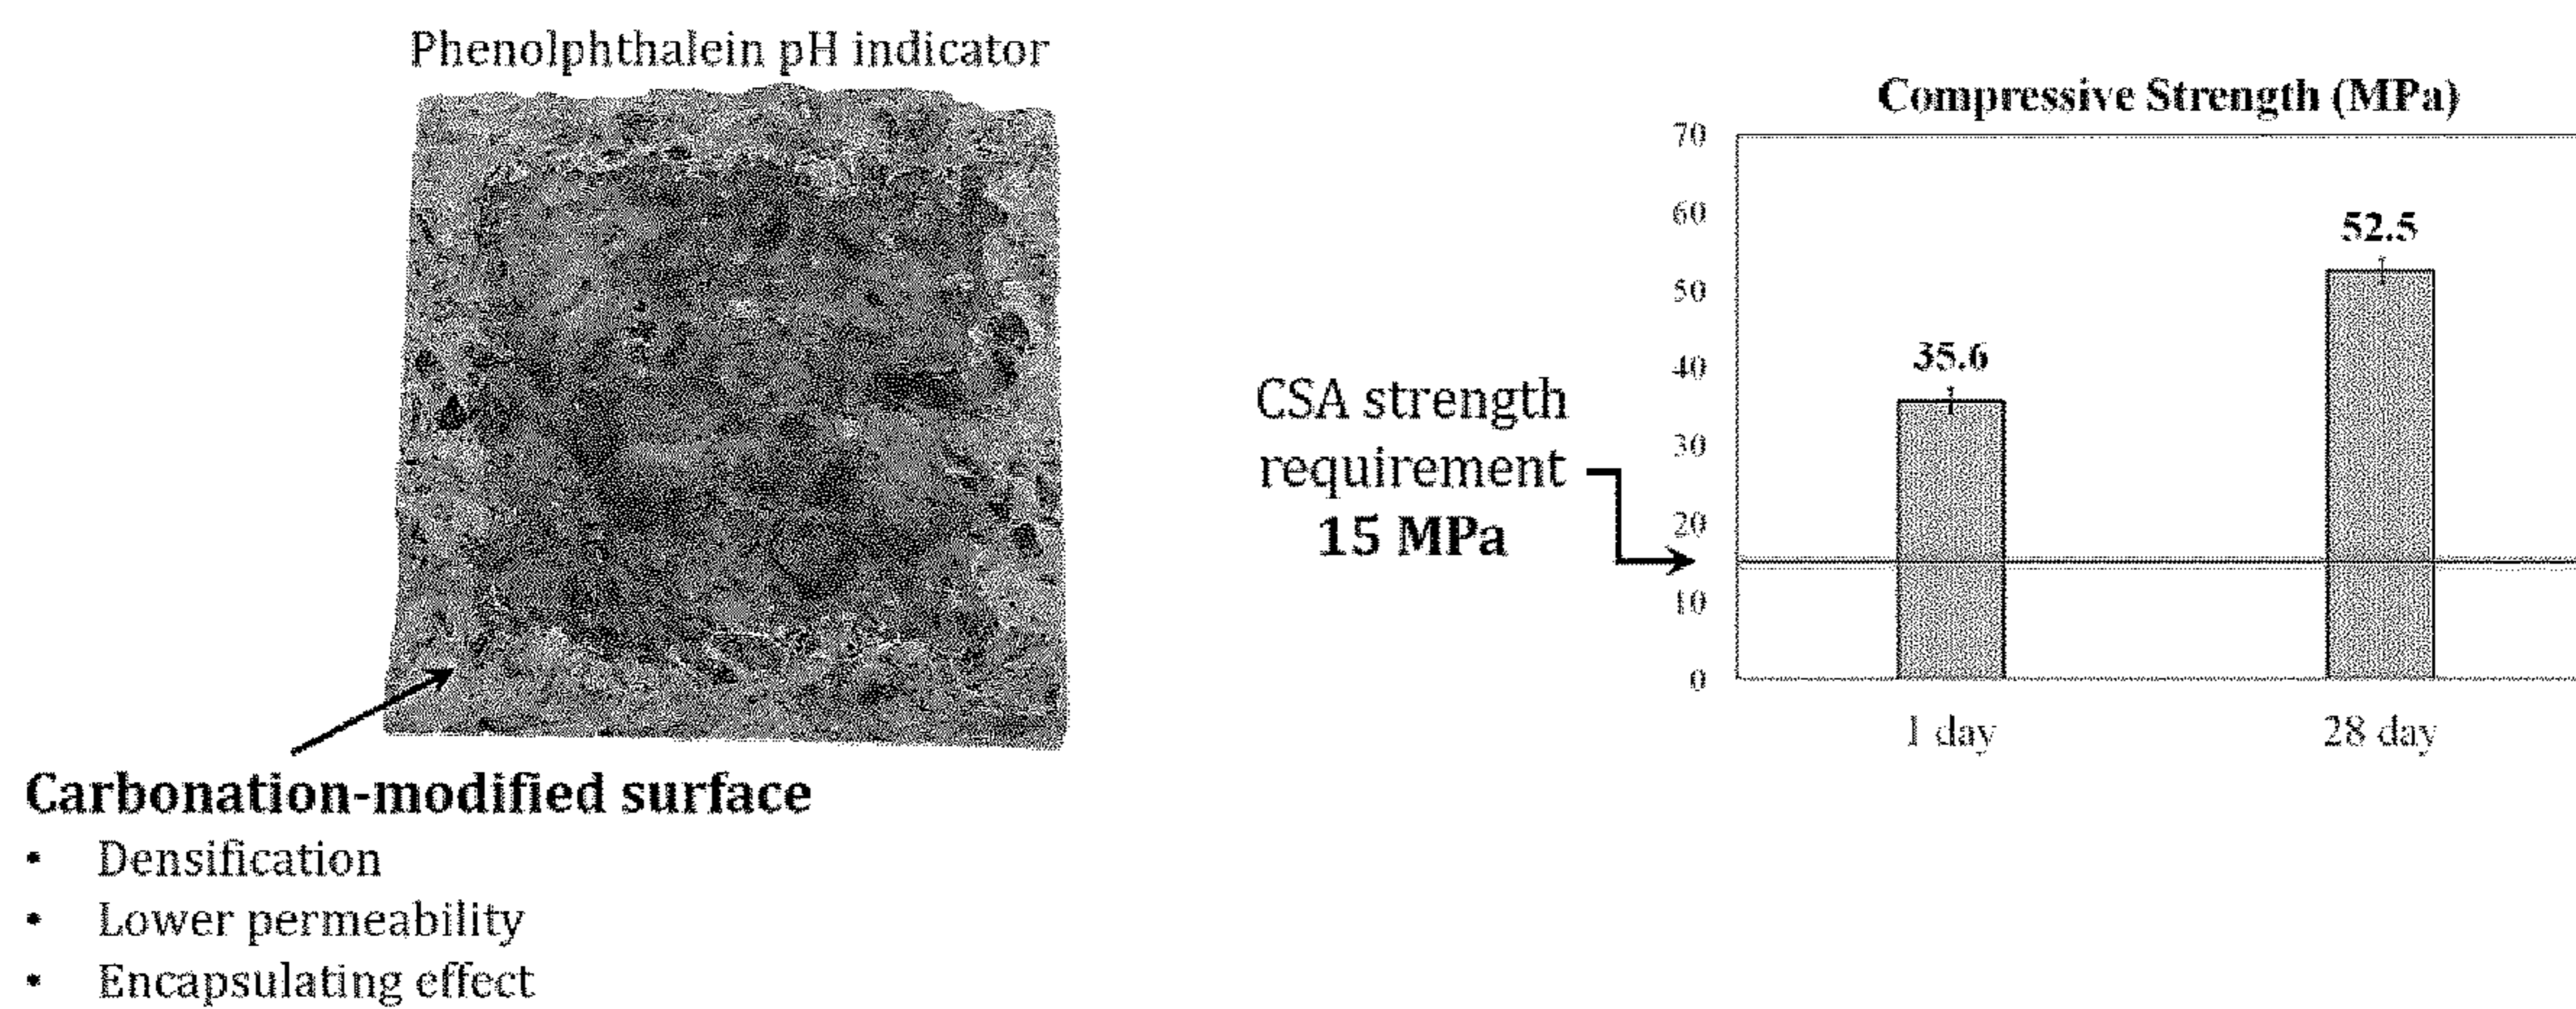 Phenolphthalein pH indicator
Carbonation-modified surface
• Densification
• Lower permeability
• Encapsulating effect
Compressive Strength (MPa)
70
60
50
40
30
20
10
0
52.5
35.6
CSA strength
requirement
15 MPa
1 day
28 day